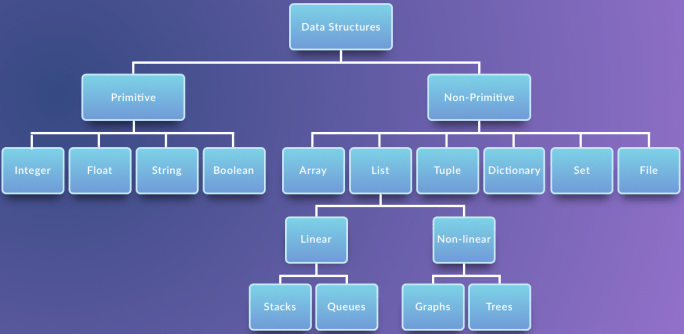 Data Structures
Primitive
Non-Primitive
Integer
Float
String
Boolean
Array
List
Tuple
Dictionary
Set
File
Linear
Non-linear
Stacks
Queues
Graphs
Trees